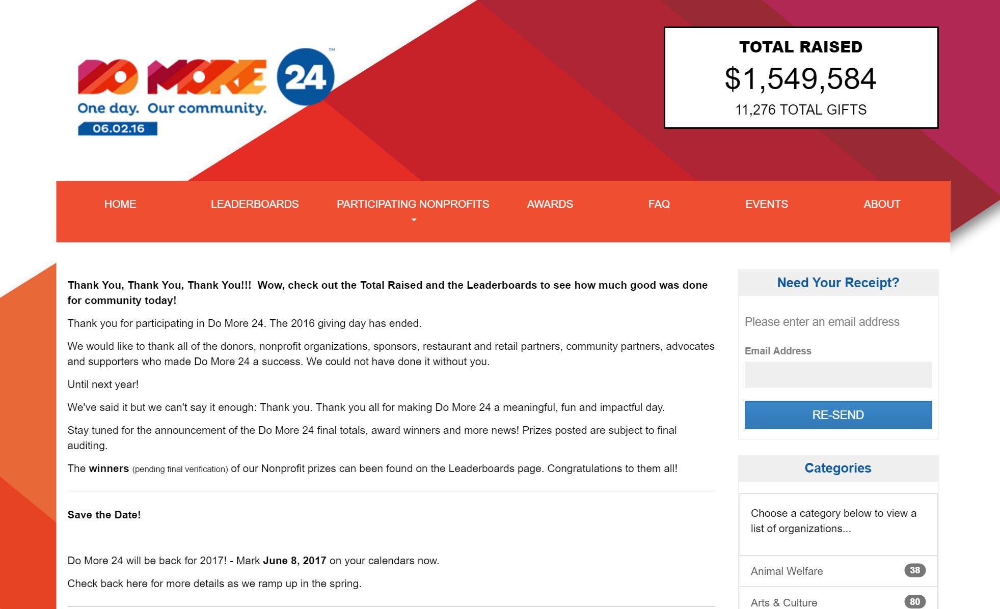 DO MORE 24™
One day. Our community.
06.02.16
TOTAL RAISED
$1,549,584
11,276 TOTAL GIFTS
HOME
LEADERBOARDS
PARTICIPATING NONPROFITS
AWARDS
FAQ
EVENTS
ABOUT
Thank You, Thank You, Thank You!!!  Wow, check out the Total Raised and the Leaderboards to see how much good was done
for community today!
Thank you for participating in Do More 24. The 2016 giving day has ended.
We would like to thank all of the donors, nonprofit organizations, sponsors, restaurant and retail partners, community partners, advocates
and supporters who made Do More 24 a success. We could not have done it without you.
Until next year!
We've said it but we can't say it enough: Thank you. Thank you all for making Do More 24 a meaningful, fun and impactful day.
Stay tuned for the announcement of the Do More 24 final totals, award winners and more news! Prizes posted are subject to final
auditing.
The winners (pending final verification) of our Nonprofit prizes can been found on the Leaderboards page. Congratulations to them all!
Save the Date!
Do More 24 will be back for 2017! - Mark June 8, 2017 on your calendars now.
Check back here for more details as we ramp up in the spring.
Need Your Receipt?
Please enter an email address
Email Address
RE-SEND
Categories
Choose a category below to view a
list of organizations...
Animal Welfare 38
Arts & Culture 80